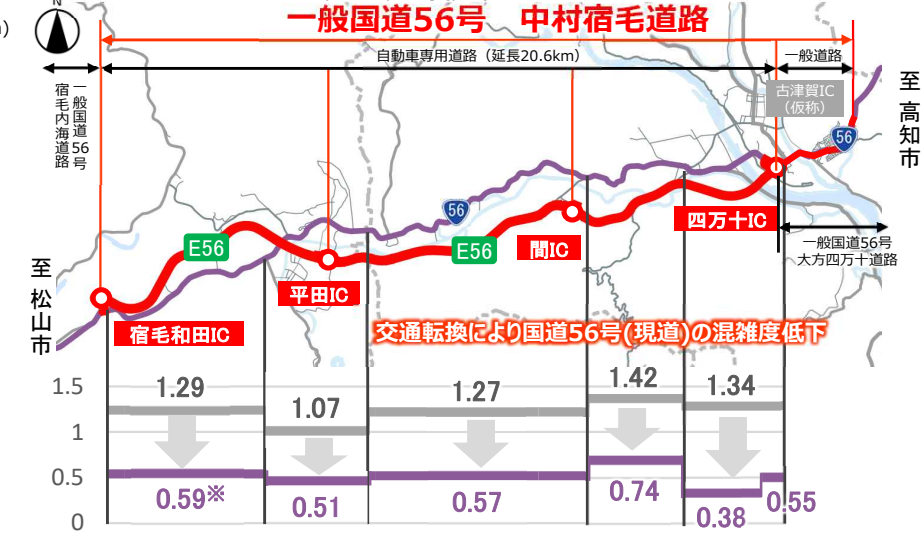 一般国道56号　中村宿毛道路
N
自動車専用道路（延長20.6km）
一般道路
一般国道56号
宿毛内海道路
古津賀IC
（仮称）
至 高知市
56
56
E56
E56
四万十IC
間IC
平田IC
宿毛和田IC
一般国道56号
大方四万十道路
至 松山市
交通転換により国道56号(現道)の混雑度低下
1.5
1
0.5
0
1.29
1.07
1.27
1.42
1.34
0.59※
0.51
0.57
0.74
0.38
0.55